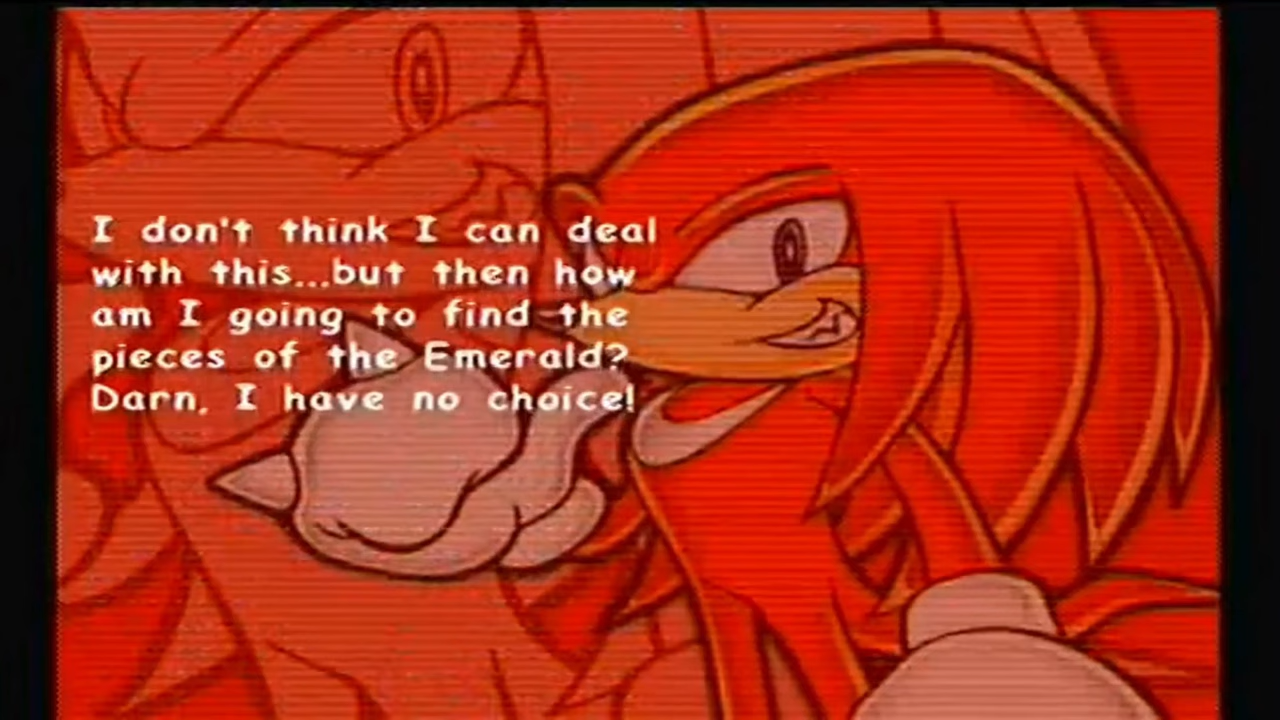 I don't think I can deal
with this...but then how
am I going to find the
pieces of the Emerald?
Darn, I have no choice!